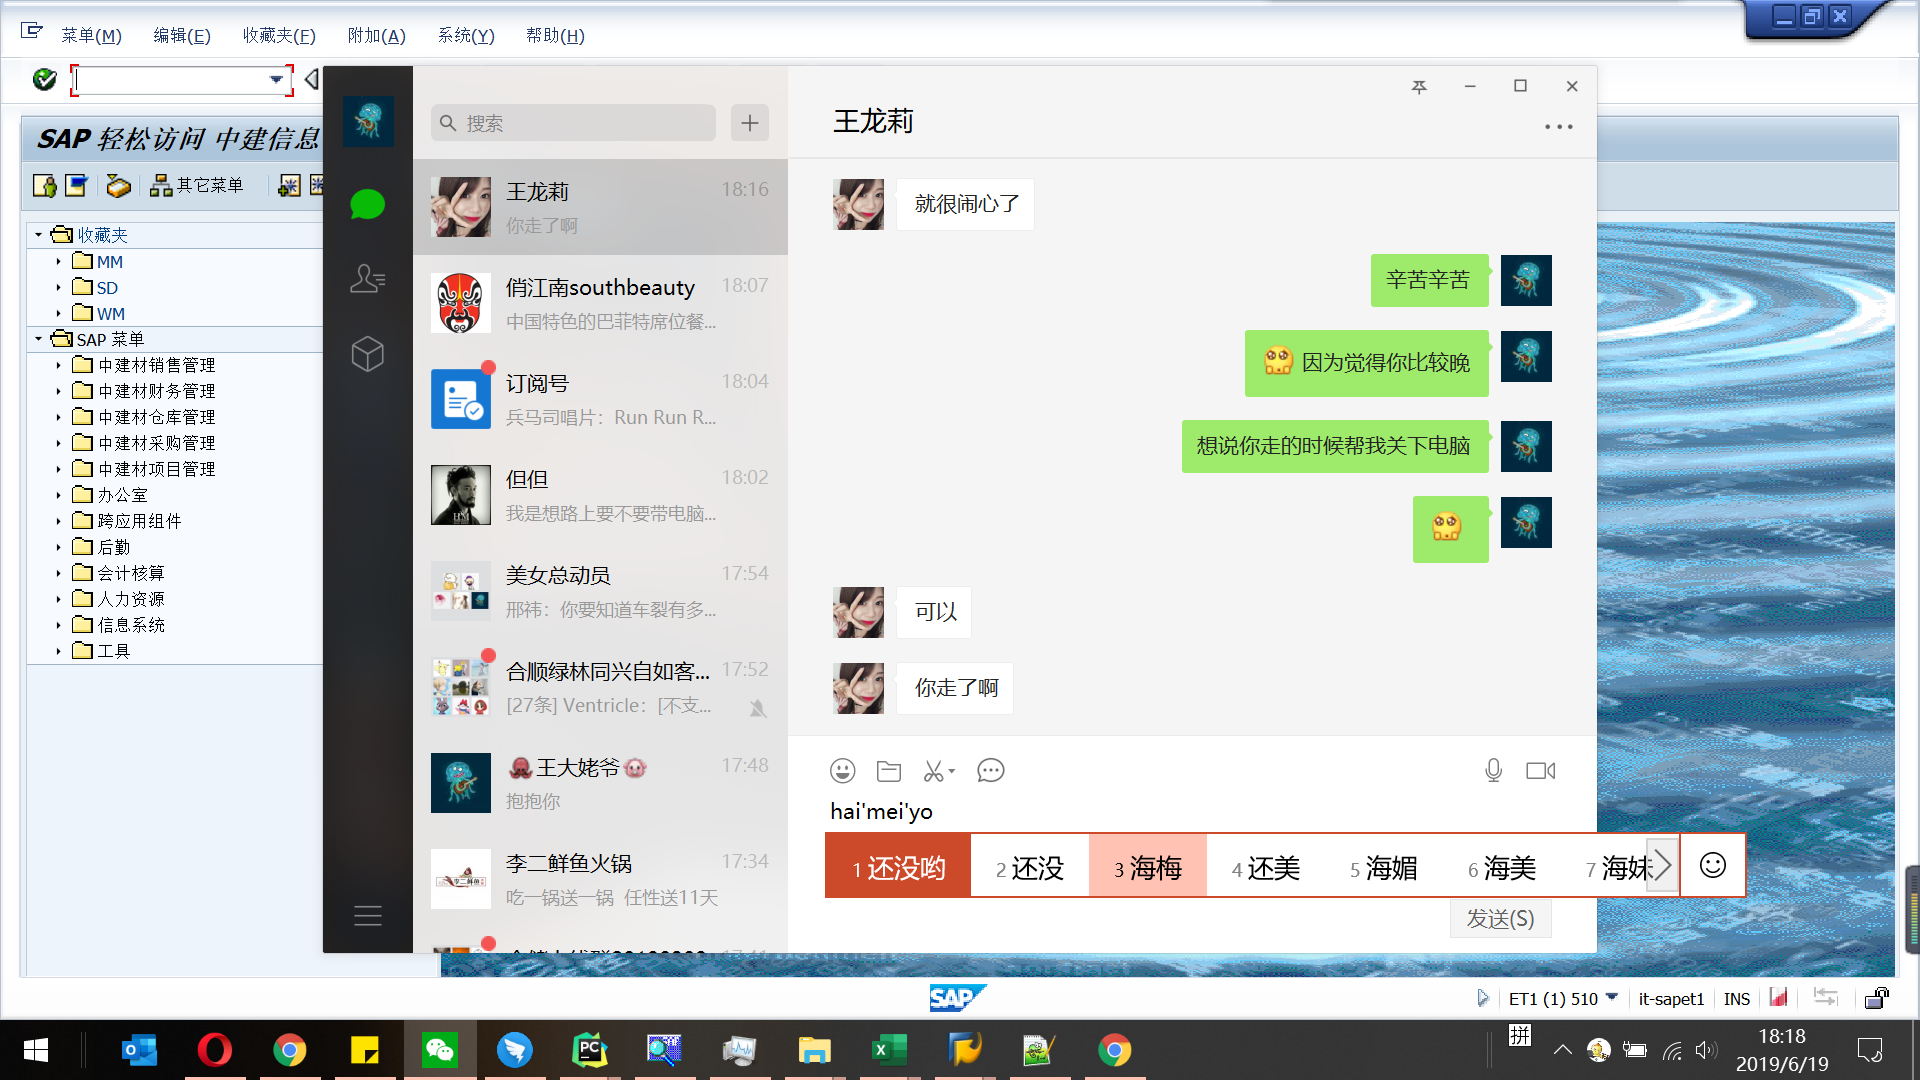 菜单(M) 编辑(E) 收藏夹(F) 附加(A) 系统(Y) 帮助(H)
SAP 轻松访问 中建信息
其它菜单
收藏夹
MM
SD
WM
SAP 菜单
中建材销售管理
中建材财务管理
中建材仓库管理
中建材采购管理
中建材项目管理
办公室
跨应用组件
后勤
会计核算
人力资源
信息系统
工具
搜索
王龙莉 18:16
你走了啊
俏江南southbeauty 18:07
中国特色的巴菲特席位餐...
订阅号 18:04
兵马司唱片：Run Run R...
但但 18:02
我是想路上要不要带电脑...
美女总动员 17:54
邢祎：你要知道车裂有多...
合顺绿林同兴自如客... 17:52
[27条] Ventricle：[不支...
🐙王大姥爷🐷 17:48
抱抱你
李二鲜鱼火锅 17:34
吃一锅送一锅 任性送11天
王龙莉
就很闹心了
辛苦辛苦
因为觉得你比较晚
想说你走的时候帮我关下电脑
可以
你走了啊
hai'mei'yo
1 还没哟 2 还没 3 海梅 4 还美 5 海媚 6 海美 7 海妹
发送(S)
SAP
ET1 (1) 510 it-sapet1 INS
拼
18:18
2019/6/19